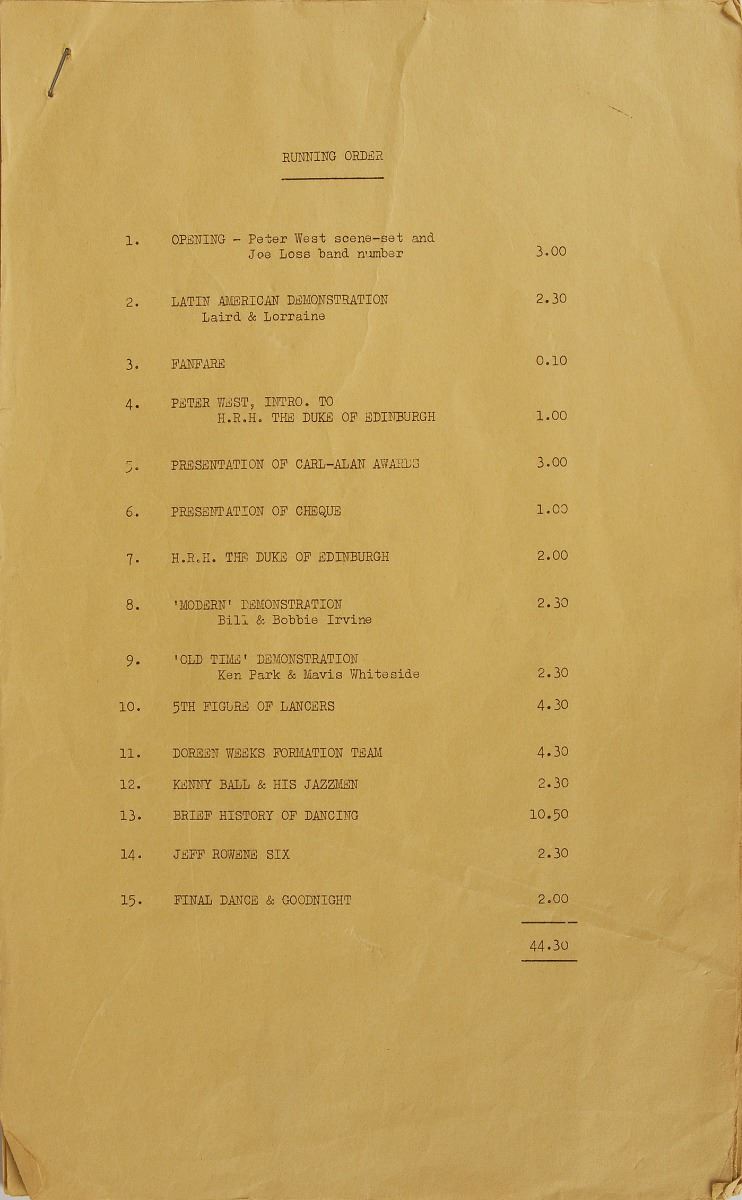 RUNNING ORDER
1. OPENING - Peter West scene-set and
Joe Loss band number 3.00
2. LATIN AMERICAN DEMONSTRATION 2.30
Laird & Lorraine
3. FANFARE 0.10
4. PETER WEST, INTRO. TO
H.R.H. THE DUKE OF EDINBURGH 1.00
5. PRESENTATION OF CARL-ALAN AWARDS 3.00
6. PRESENTATION OF CHEQUE 1.00
7. H.R.H. THE DUKE OF EDINBURGH 2.00
8. 'MODERN' DEMONSTRATION 2.30
Bill & Bobbie Irvine
9. 'OLD TIME' DEMONSTRATION
Ken Park & Mavis Whiteside 2.30
10. 5TH FIGURE OF LANCERS 4.30
11. DOREEN WEEKS FORMATION TEAM 4.30
12. KENNY BALL & HIS JAZZMEN 2.30
13. BRIEF HISTORY OF DANCING 10.50
14. JEFF ROWENE SIX 2.30
15. FINAL DANCE & GOODNIGHT 2.00
44.30